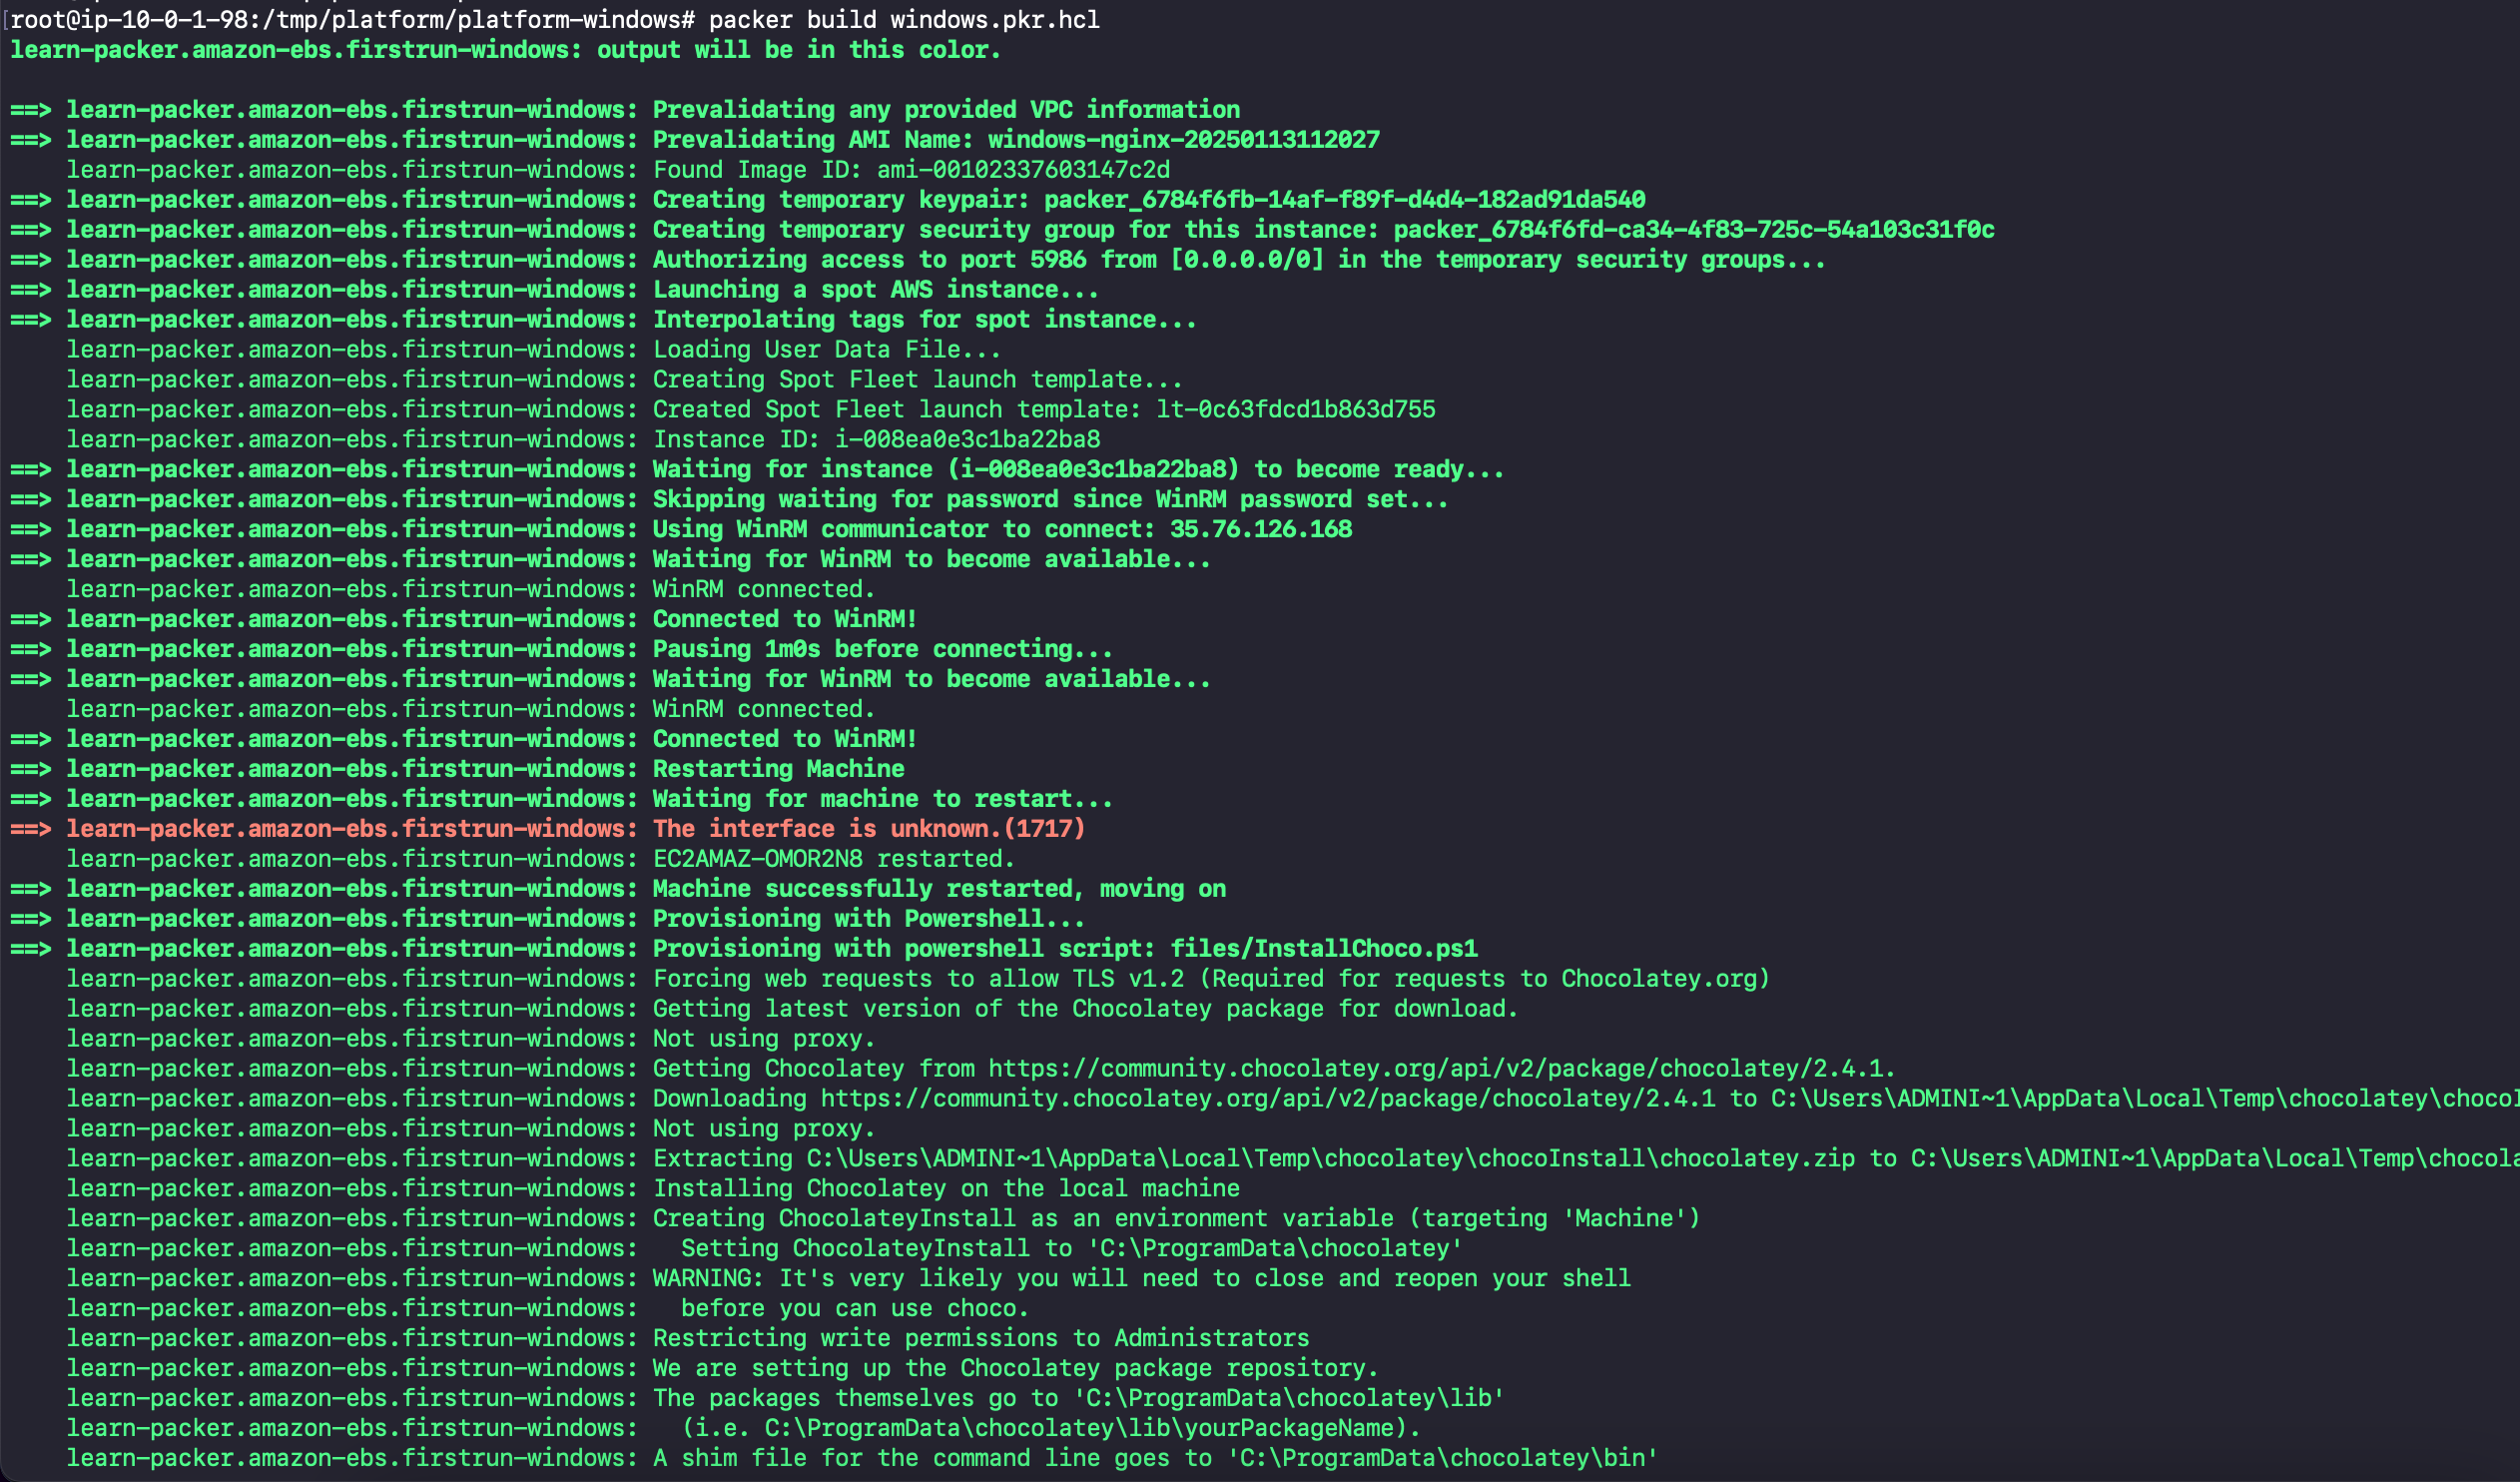 [root@ip-10-0-1-98:/tmp/platform/platform-windows# packer build windows.pkr.hcl
learn-packer.amazon-ebs.firstrun-windows: output will be in this color.
==> learn-packer.amazon-ebs.firstrun-windows: Prevalidating any provided VPC information
==> learn-packer.amazon-ebs.firstrun-windows: Prevalidating AMI Name: windows-nginx-20250113112027
learn-packer.amazon-ebs.firstrun-windows: Found Image ID: ami-00102337603147c2d
==> learn-packer.amazon-ebs.firstrun-windows: Creating temporary keypair: packer_6784f6fb-14af-f89f-d4d4-182ad91da540
==> learn-packer.amazon-ebs.firstrun-windows: Creating temporary security group for this instance: packer_6784f6fd-ca34-4f83-725c-54a103c31f0c
==> learn-packer.amazon-ebs.firstrun-windows: Authorizing access to port 5986 from [0.0.0.0/0] in the temporary security groups...
==> learn-packer.amazon-ebs.firstrun-windows: Launching a spot AWS instance...
==> learn-packer.amazon-ebs.firstrun-windows: Interpolating tags for spot instance...
learn-packer.amazon-ebs.firstrun-windows: Loading User Data File...
learn-packer.amazon-ebs.firstrun-windows: Creating Spot Fleet launch template...
learn-packer.amazon-ebs.firstrun-windows: Created Spot Fleet launch template: lt-0c63fdcd1b863d755
learn-packer.amazon-ebs.firstrun-windows: Instance ID: i-008ea0e3c1ba22ba8
==> learn-packer.amazon-ebs.firstrun-windows: Waiting for instance (i-008ea0e3c1ba22ba8) to become ready...
==> learn-packer.amazon-ebs.firstrun-windows: Skipping waiting for password since WinRM password set...
==> learn-packer.amazon-ebs.firstrun-windows: Using WinRM communicator to connect: 35.76.126.168
==> learn-packer.amazon-ebs.firstrun-windows: Waiting for WinRM to become available...
learn-packer.amazon-ebs.firstrun-windows: WinRM connected.
==> learn-packer.amazon-ebs.firstrun-windows: Connected to WinRM!
==> learn-packer.amazon-ebs.firstrun-windows: Pausing 1m0s before connecting...
==> learn-packer.amazon-ebs.firstrun-windows: Waiting for WinRM to become available...
learn-packer.amazon-ebs.firstrun-windows: WinRM connected.
==> learn-packer.amazon-ebs.firstrun-windows: Connected to WinRM!
==> learn-packer.amazon-ebs.firstrun-windows: Restarting Machine
==> learn-packer.amazon-ebs.firstrun-windows: Waiting for machine to restart...
==> learn-packer.amazon-ebs.firstrun-windows: The interface is unknown.(1717)
learn-packer.amazon-ebs.firstrun-windows: EC2AMAZ-OMOR2N8 restarted.
==> learn-packer.amazon-ebs.firstrun-windows: Machine successfully restarted, moving on
==> learn-packer.amazon-ebs.firstrun-windows: Provisioning with Powershell...
==> learn-packer.amazon-ebs.firstrun-windows: Provisioning with powershell script: files/InstallChoco.ps1
learn-packer.amazon-ebs.firstrun-windows: Forcing web requests to allow TLS v1.2 (Required for requests to Chocolatey.org)
learn-packer.amazon-ebs.firstrun-windows: Getting latest version of the Chocolatey package for download.
learn-packer.amazon-ebs.firstrun-windows: Not using proxy.
learn-packer.amazon-ebs.firstrun-windows: Getting Chocolatey from https://community.chocolatey.org/api/v2/package/chocolatey/2.4.1.
learn-packer.amazon-ebs.firstrun-windows: Downloading https://community.chocolatey.org/api/v2/package/chocolatey/2.4.1 to C:\Users\ADMINI~1\AppData\Local\Temp\chocolatey\chocoI
learn-packer.amazon-ebs.firstrun-windows: Not using proxy.
learn-packer.amazon-ebs.firstrun-windows: Extracting C:\Users\ADMINI~1\AppData\Local\Temp\chocolatey\chocoInstall\chocolatey.zip to C:\Users\ADMINI~1\AppData\Local\Temp\chocola
learn-packer.amazon-ebs.firstrun-windows: Installing Chocolatey on the local machine
learn-packer.amazon-ebs.firstrun-windows: Creating ChocolateyInstall as an environment variable (targeting 'Machine')
learn-packer.amazon-ebs.firstrun-windows:   Setting ChocolateyInstall to 'C:\ProgramData\chocolatey'
learn-packer.amazon-ebs.firstrun-windows: WARNING: It's very likely you will need to close and reopen your shell
learn-packer.amazon-ebs.firstrun-windows:   before you can use choco.
learn-packer.amazon-ebs.firstrun-windows: Restricting write permissions to Administrators
learn-packer.amazon-ebs.firstrun-windows: We are setting up the Chocolatey package repository.
learn-packer.amazon-ebs.firstrun-windows: The packages themselves go to 'C:\ProgramData\chocolatey\lib'
learn-packer.amazon-ebs.firstrun-windows:   (i.e. C:\ProgramData\chocolatey\lib\yourPackageName).
learn-packer.amazon-ebs.firstrun-windows: A shim file for the command line goes to 'C:\ProgramData\chocolatey\bin'